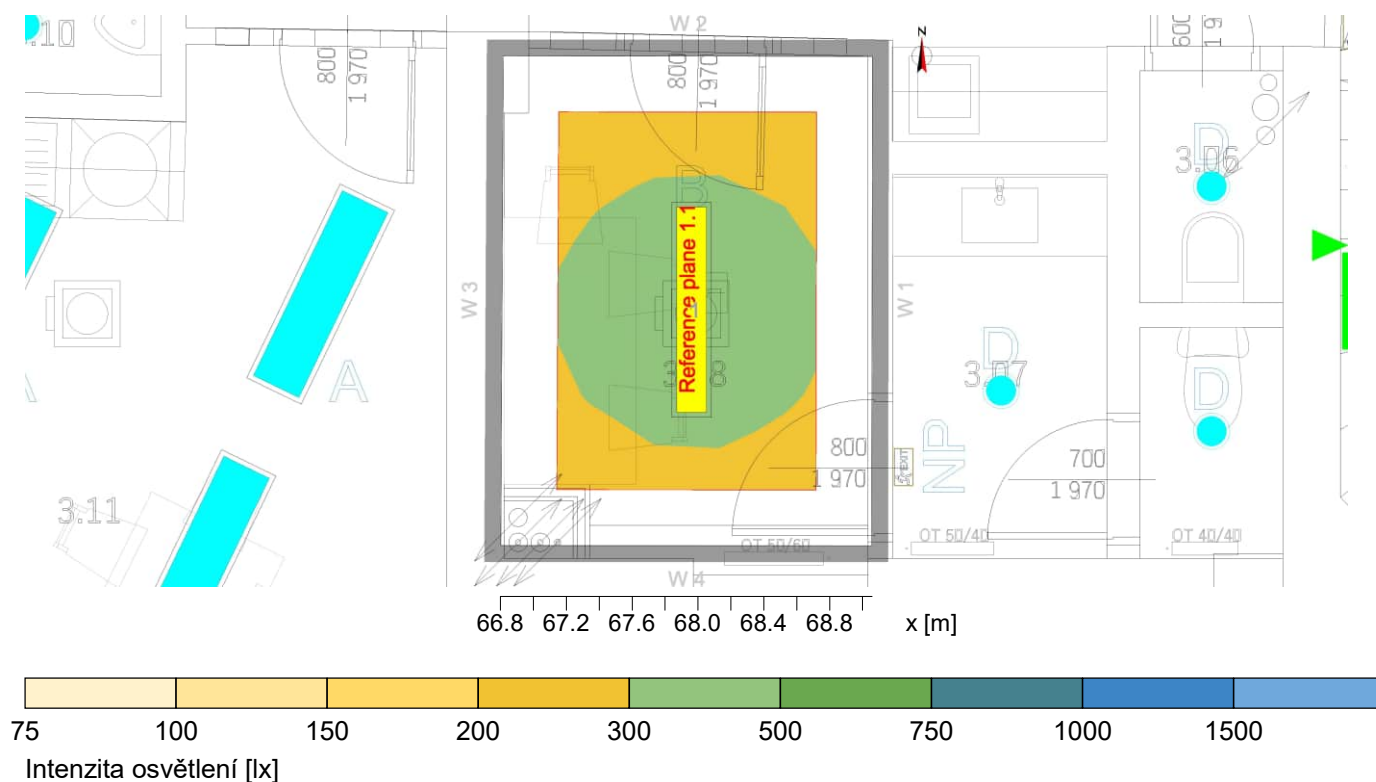 3.10
800
1 970
W 2
800
1 970
z
600
D
3.06
D
W 3
Reference plane 1.1
W 1
A
D
3.07
D
800
1 970
EXIT
NP
700
1 970
3.11
OT 50/60
OT 50/40
OT 40/40
W 4
66.8 67.2 67.6 68.0 68.4 68.8 x [m]
75 100 150 200 300 500 750 1000 1500
Intenzita osvětlení [lx]